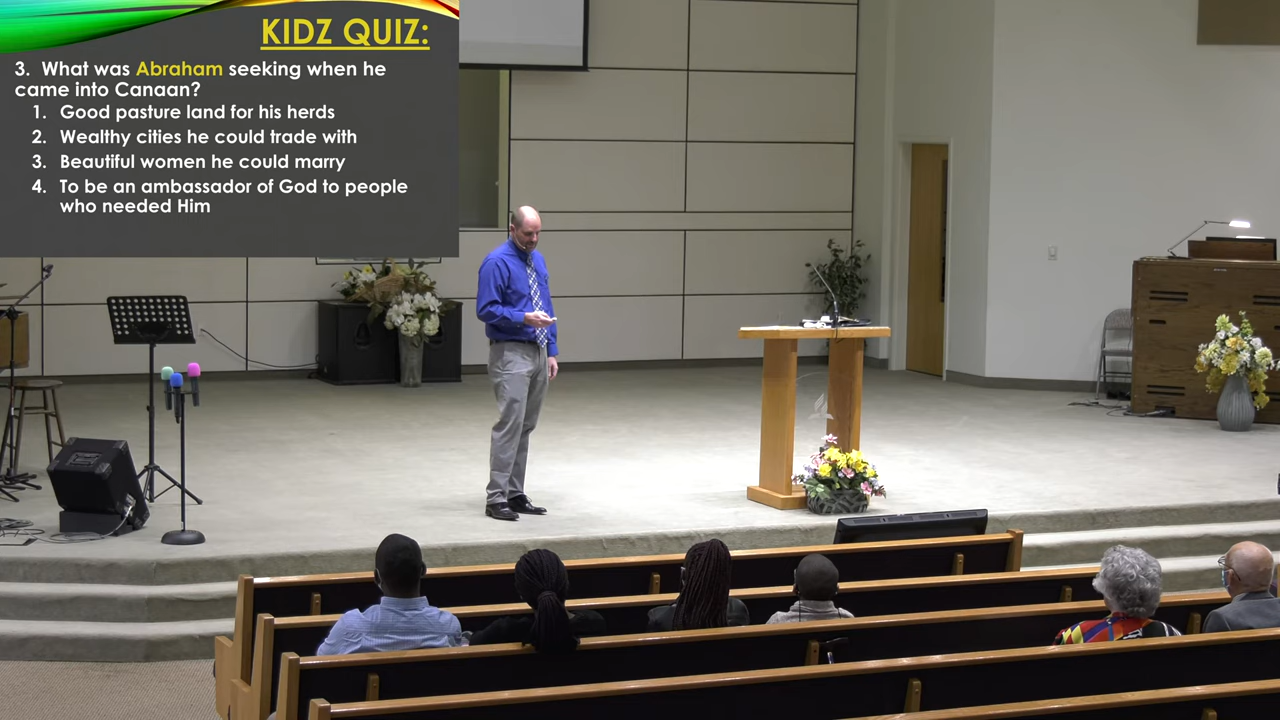 KIDZ QUIZ:
3. What was Abraham seeking when he
came into Canaan?
1. Good pasture land for his herds
2. Wealthy cities he could trade with
3. Beautiful women he could marry
4. To be an ambassador of God to people
who needed Him